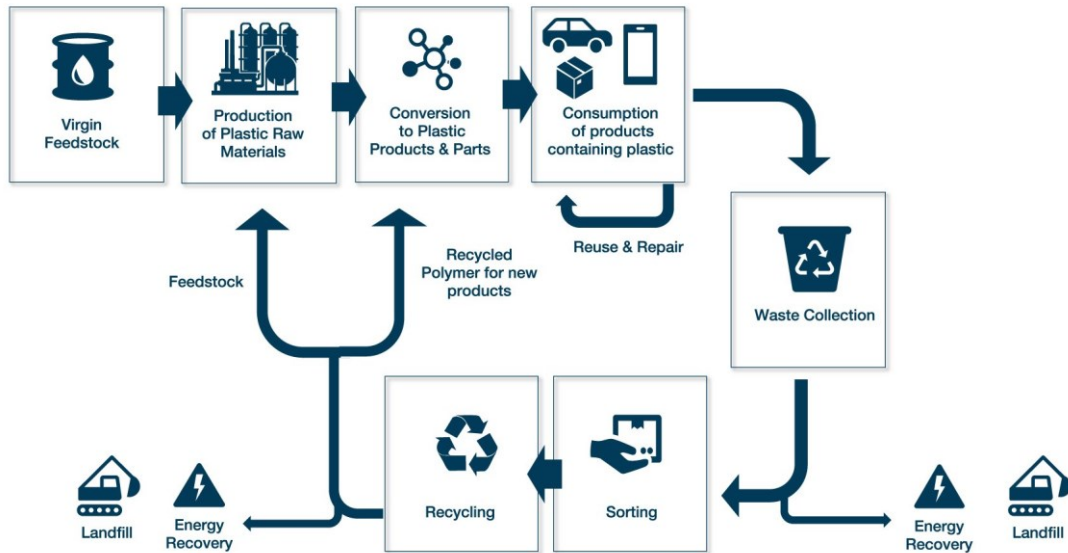 Virgin
Feedstock
Production
of Plastic Raw
Materials
Conversion
to Plastic
Products & Parts
Consumption
of products
containing plastic
Reuse & Repair
Feedstock
Recycled
Polymer for new
products
Waste Collection
Recycling
Sorting
Landfill
Energy
Recovery
Energy
Recovery
Landfill